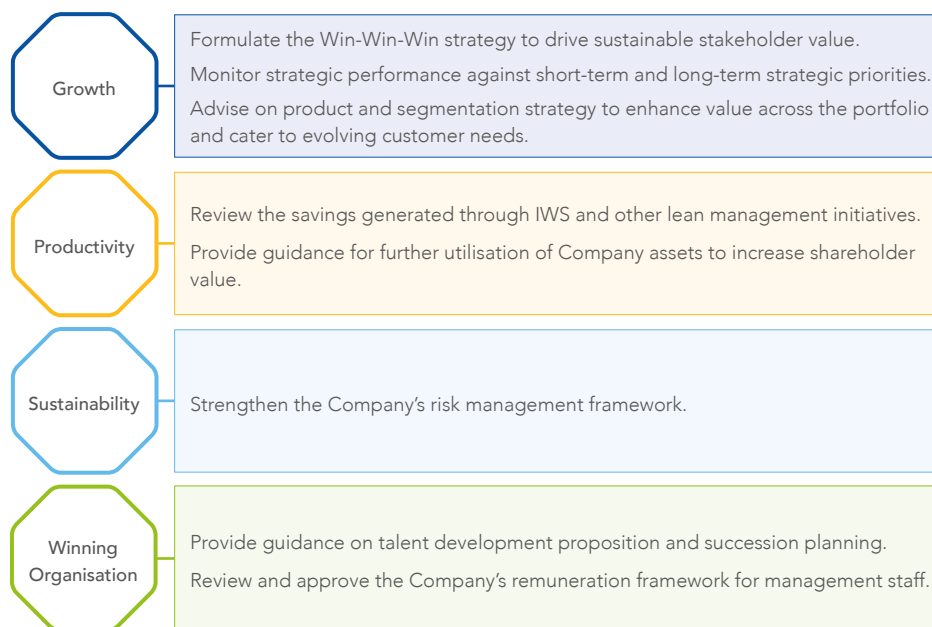 Growth
Formulate the Win-Win-Win strategy to drive sustainable stakeholder value.
Monitor strategic performance against short-term and long-term strategic priorities.
Advise on product and segmentation strategy to enhance value across the portfolio
and cater to evolving customer needs.
Productivity
Review the savings generated through IWS and other lean management initiatives.
Provide guidance for further utilisation of Company assets to increase shareholder
value.
Sustainability
Strengthen the Company’s risk management framework.
Winning
Organisation
Provide guidance on talent development proposition and succession planning.
Review and approve the Company’s remuneration framework for management staff.